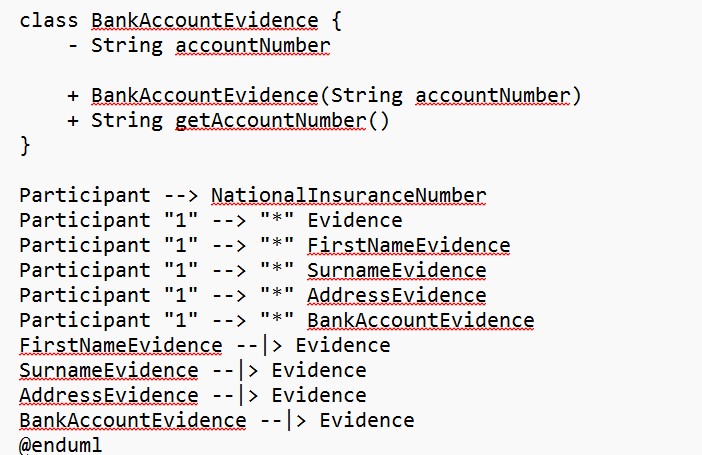 class BankAccountEvidence {
- String accountNumber
+ BankAccountEvidence(String accountNumber)
+ String getAccountNumber()
}
Participant --> NationalInsuranceNumber
Participant "1" --> "*" Evidence
Participant "1" --> "*" FirstNameEvidence
Participant "1" --> "*" SurnameEvidence
Participant "1" --> "*" AddressEvidence
Participant "1" --> "*" BankAccountEvidence
FirstNameEvidence --|> Evidence
SurnameEvidence --|> Evidence
AddressEvidence --|> Evidence
BankAccountEvidence --|> Evidence
@enduml